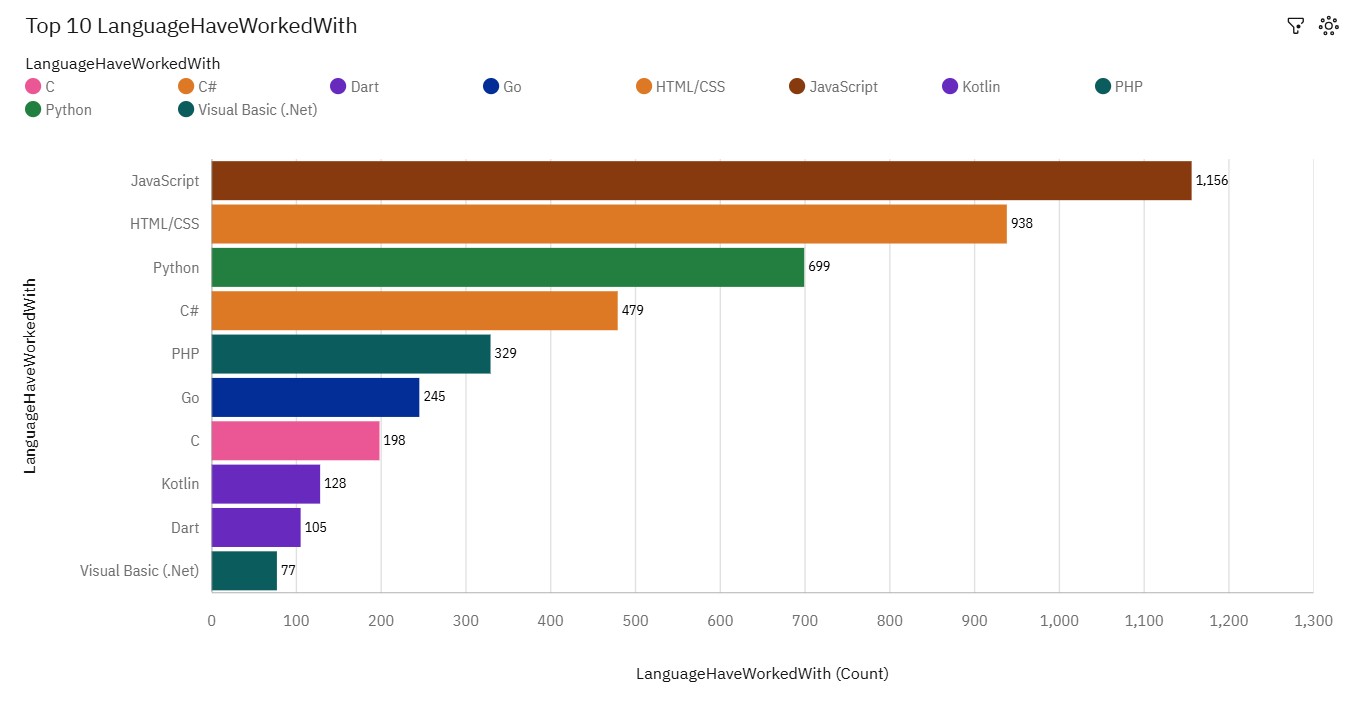 Top 10 LanguageHaveWorkedWith
LanguageHaveWorkedWith
C C# Dart Go HTML/CSS JavaScript Kotlin PHP
Python Visual Basic (.Net)
JavaScript 1,156
HTML/CSS 938
Python 699
C# 479
PHP 329
Go 245
C 198
Kotlin 128
Dart 105
Visual Basic (.Net) 77
LanguageHaveWorkedWith
0 100 200 300 400 500 600 700 800 900 1,000 1,100 1,200 1,300
LanguageHaveWorkedWith (Count)